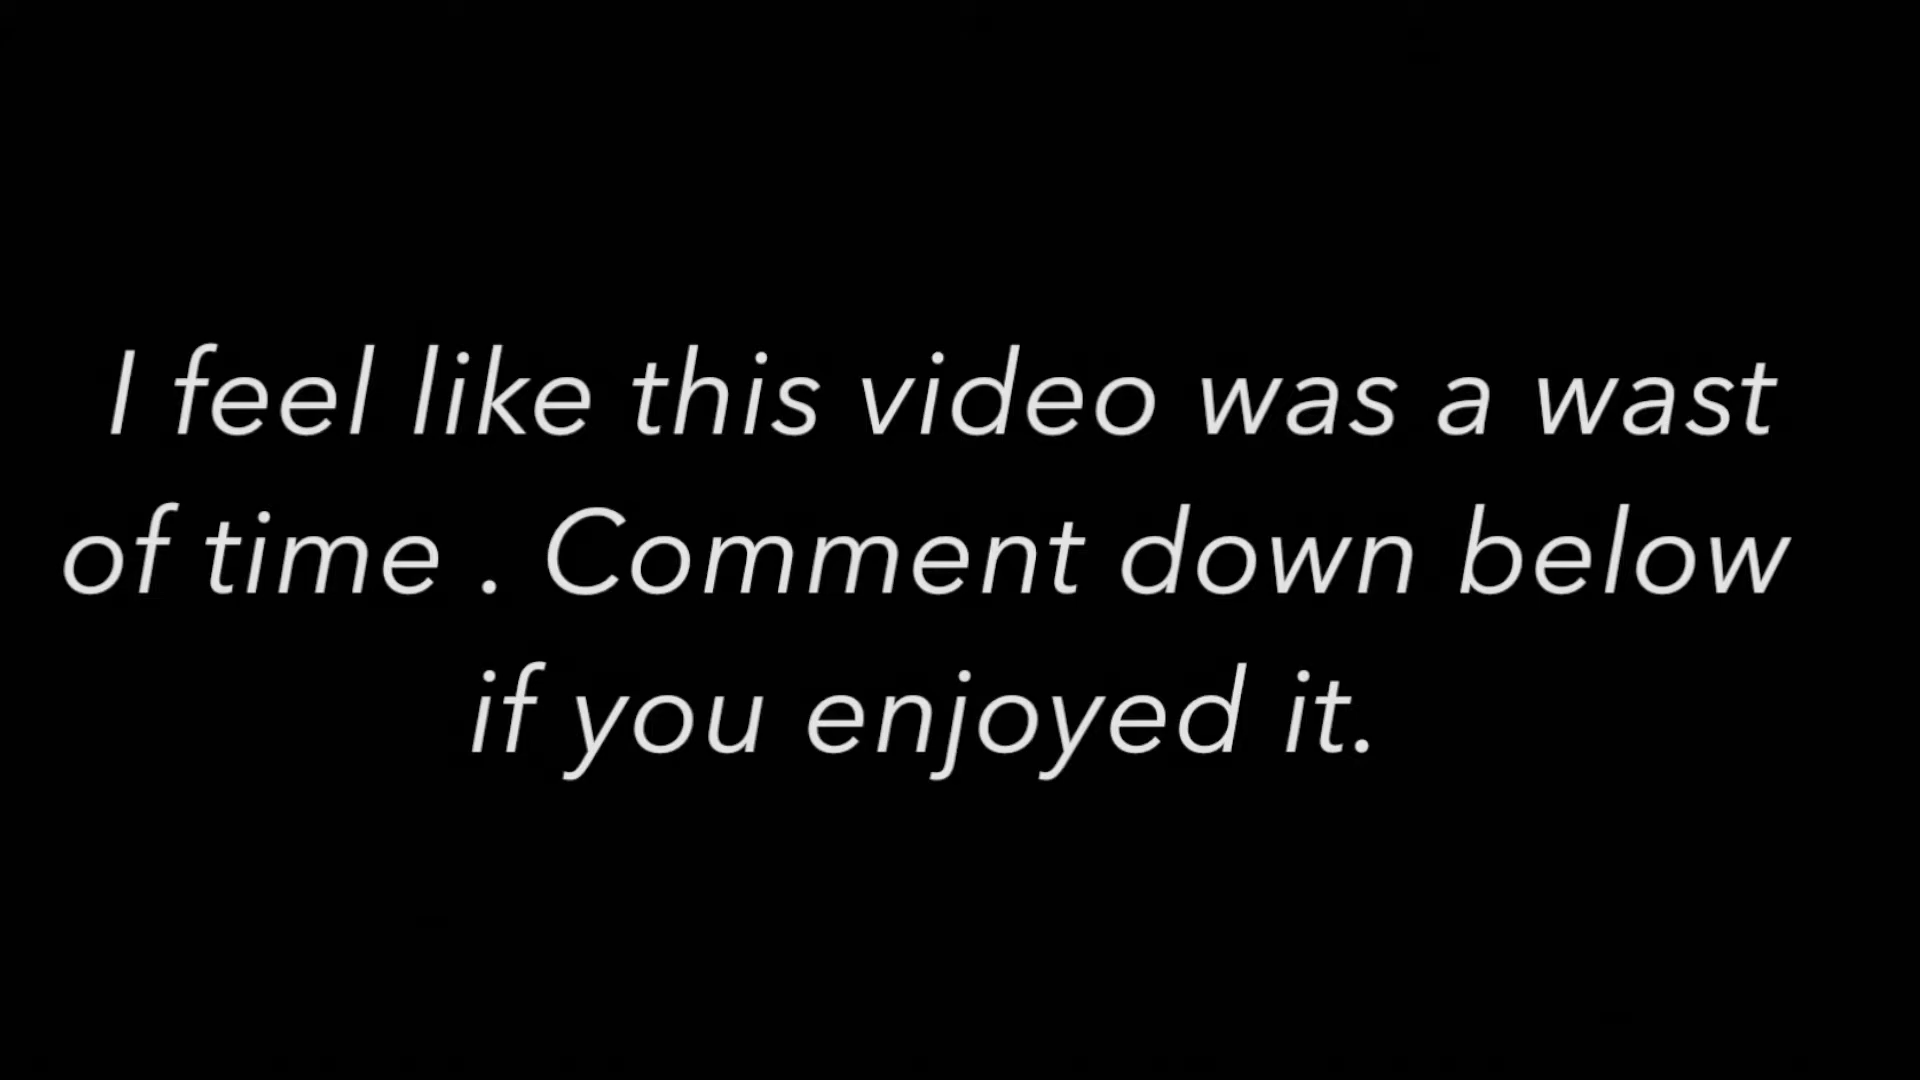 I feel like this video was a wast
of time . Comment down below
if you enjoyed it.